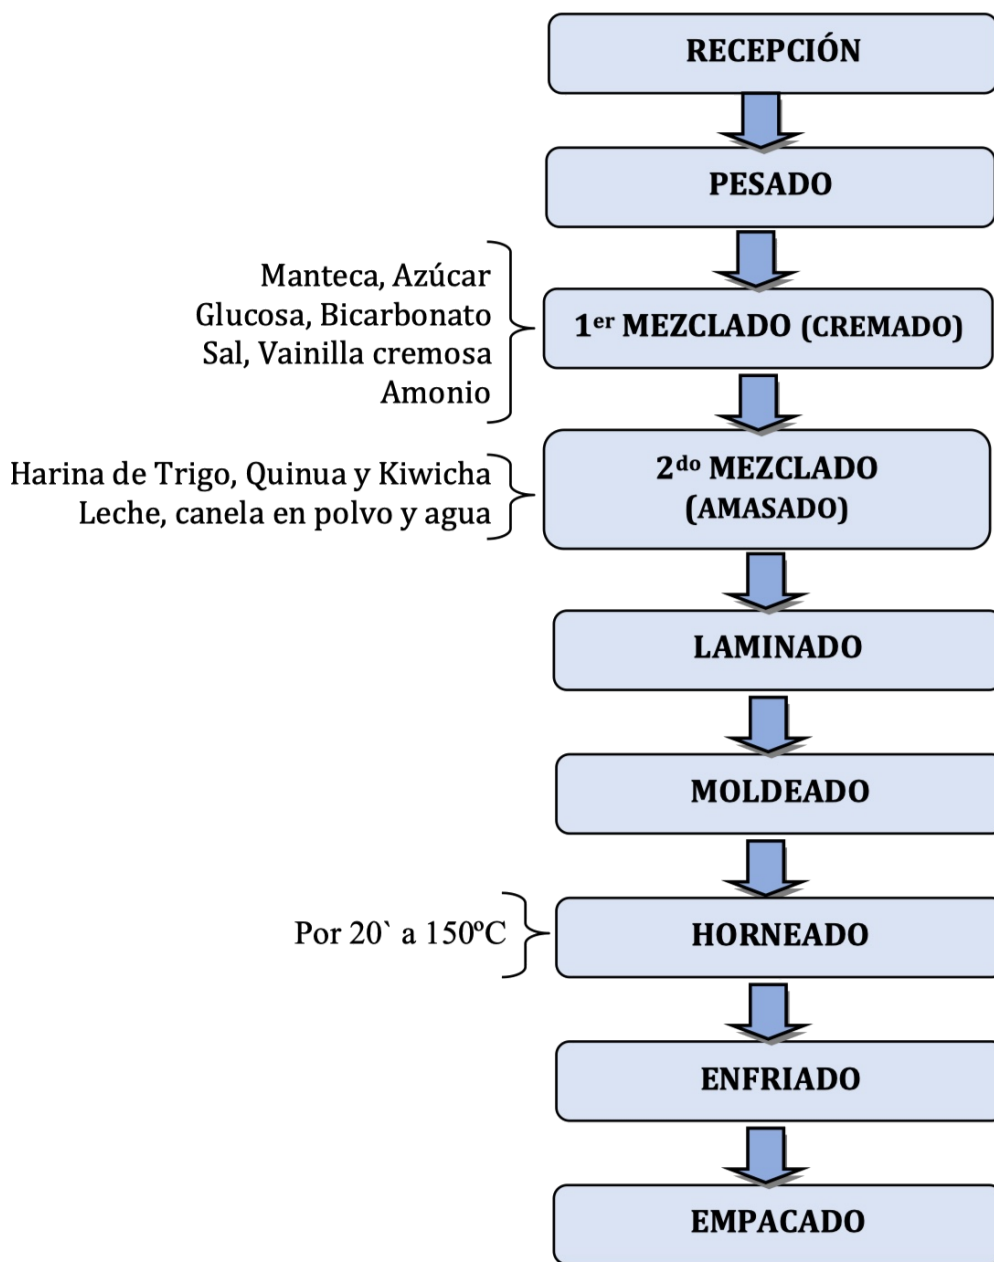 RECEPCIÓN
PESADO
Manteca, Azúcar
Glucosa, Bicarbonato
Sal, Vainilla cremosa
Amonio
1er MEZCLADO (CREMADO)
Harina de Trigo, Quinua y Kiwicha
Leche, canela en polvo y agua
2do MEZCLADO
(AMASADO)
LAMINADO
MOLDEADO
Por 20` a 150ºC
HORNEADO
ENFRIADO
EMPACADO